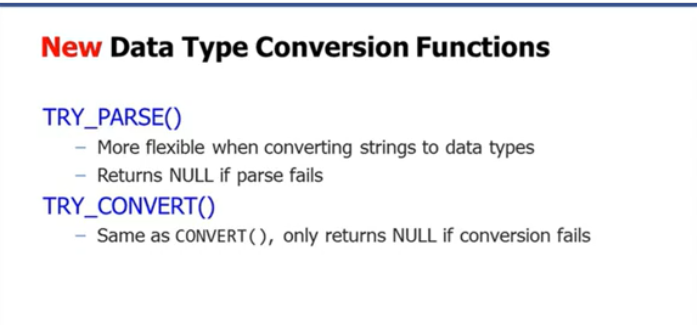 New Data Type Conversion Functions
TRY_PARSE()
– More flexible when converting strings to data types
– Returns NULL if parse fails
TRY_CONVERT()
– Same as CONVERT(), only returns NULL if conversion fails